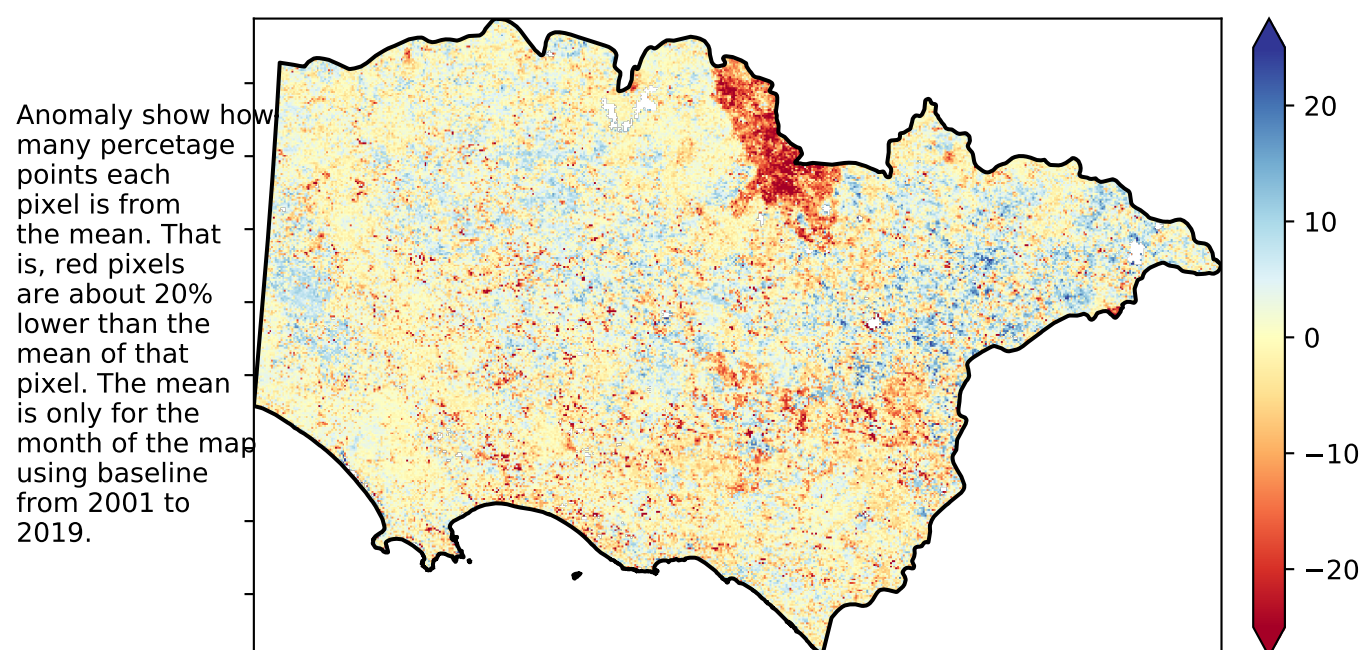 Anomaly show how
many percetage
points each
pixel is from
the mean. That
is, red pixels
are about 20%
lower than the
mean of that
pixel. The mean
is only for the
month of the map
using baseline
from 2001 to
2019.
20
10
0
−10
−20